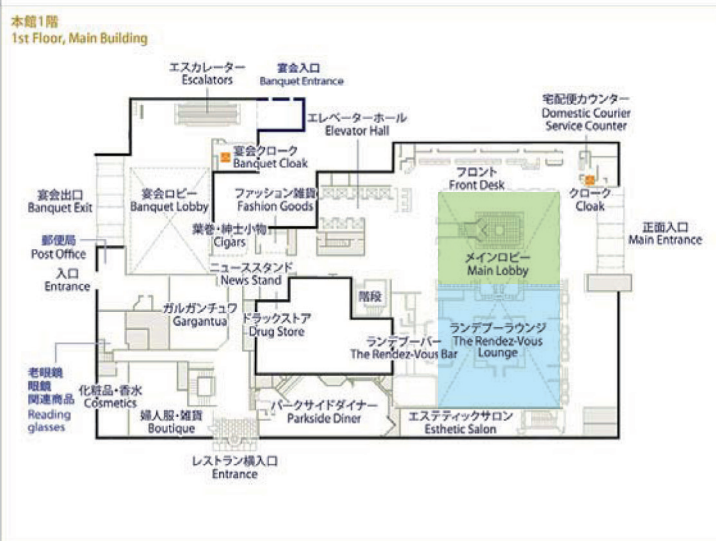 本館1階
1st Floor, Main Building
エスカレーター
Escalators
宴会入口
Banquet Entrance
エレベーターホール
Elevator Hall
宅配便カウンター
Domestic Courier
Service Counter
宴会クローク
Banquet Cloak
フロント
Front Desk
クローク
Cloak
宴会出口
Banquet Exit
宴会ロビー
Banquet Lobby
ファッション雑貨
Fashion Goods
葉巻・紳士小物
Cigars
正面入口
Main Entrance
郵便局
Post Office
メインロビー
Main Lobby
入口
Entrance
ニューススタンド
News Stand
階段
ガルガンチュワ
Gargantua
ドラックストア
Drug Store
ランデブーバー
The Rendez-Vous Bar
ランデブーラウンジ
The Rendez-Vous
Lounge
老眼鏡
眼鏡
関連商品
Reading
glasses
化粧品・香水
Cosmetics
婦人服・雑貨
Boutique
パークサイドダイナー
Parkside Diner
エステティックサロン
Esthetic Salon
レストラン横入口
Entrance